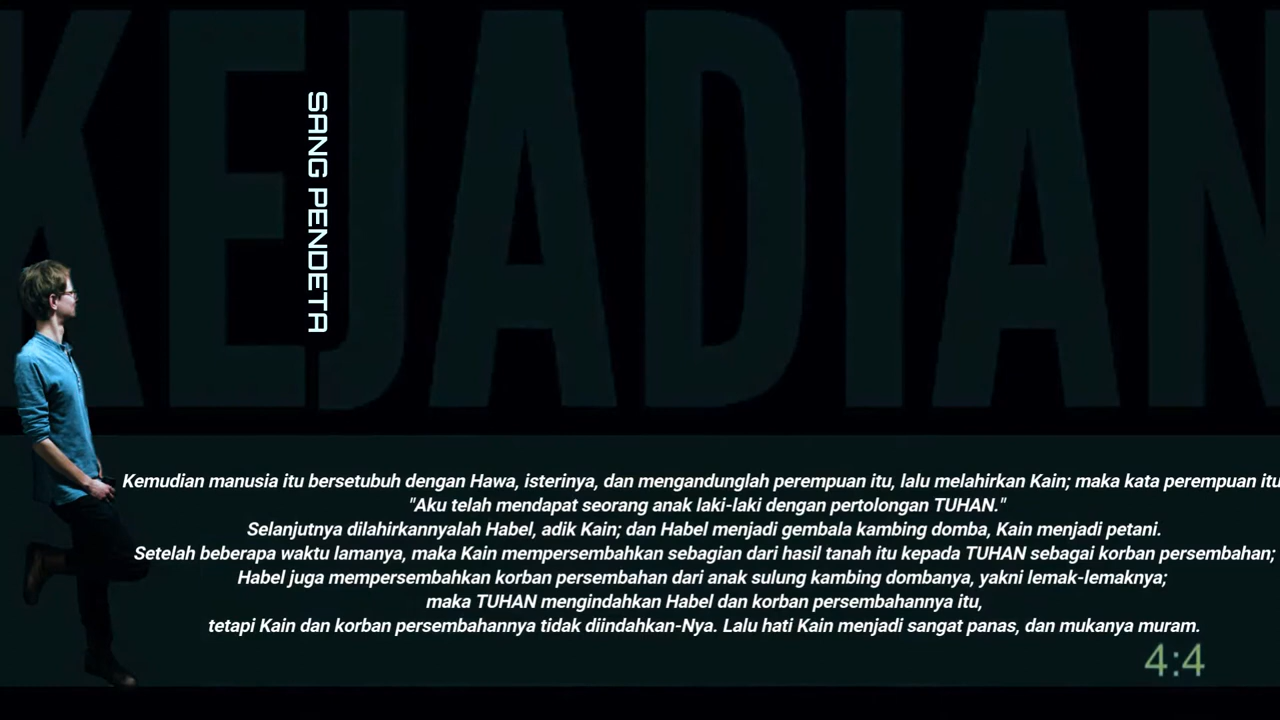 KEJADIAN
SANG PENDETA
Kemudian manusia itu bersetubuh dengan Hawa, isterinya, dan mengandunglah perempuan itu, lalu melahirkan Kain; maka kata perempuan itu
"Aku telah mendapat seorang anak laki-laki dengan pertolongan TUHAN."
Selanjutnya dilahirkannyalah Habel, adik Kain; dan Habel menjadi gembala kambing domba, Kain menjadi petani.
Setelah beberapa waktu lamanya, maka Kain mempersembahkan sebagian dari hasil tanah itu kepada TUHAN sebagai korban persembahan;
Habel juga mempersembahkan korban persembahan dari anak sulung kambing dombanya, yakni lemak-lemaknya;
maka TUHAN mengindahkan Habel dan korban persembahannya itu,
tetapi Kain dan korban persembahannya tidak diindahkan-Nya. Lalu hati Kain menjadi sangat panas, dan mukanya muram.
4:4